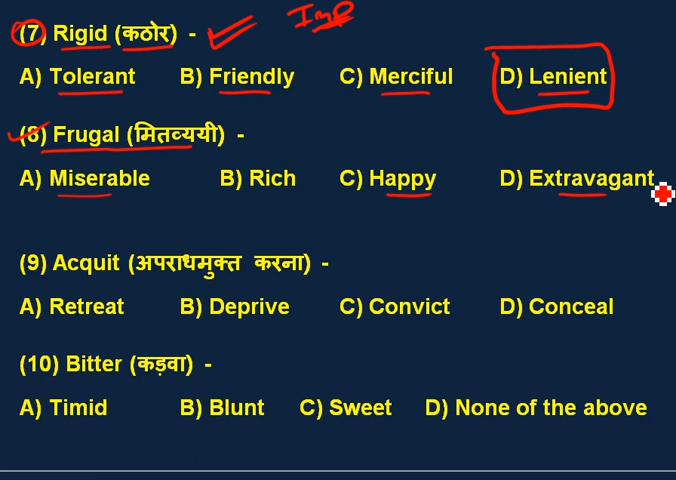 Imp
(7) Rigid (कठोर) -
A) Tolerant B) Friendly C) Merciful D) Lenient
(8) Frugal (मितव्ययी) -
A) Miserable B) Rich C) Happy D) Extravagant
(9) Acquit (अपराधमुक्त करना) -
A) Retreat B) Deprive C) Convict D) Conceal
(10) Bitter (कड़वा) -
A) Timid B) Blunt C) Sweet D) None of the above